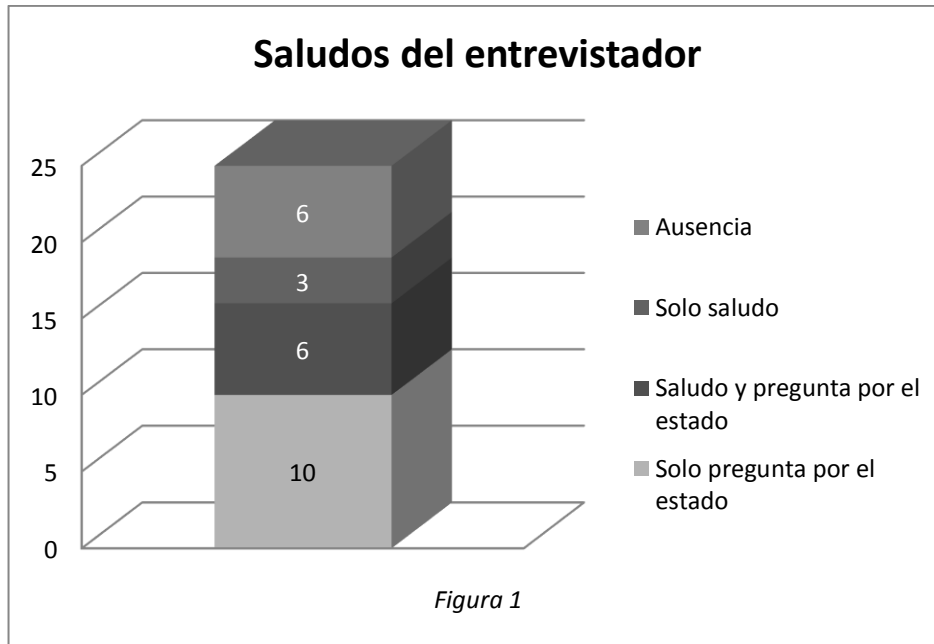 Saludos del entrevistador
25
20
15
10
5
0
6
3
6
10
Ausencia
Solo saludo
Saludo y pregunta por el
estado
Solo pregunta por el
estado
Figura 1